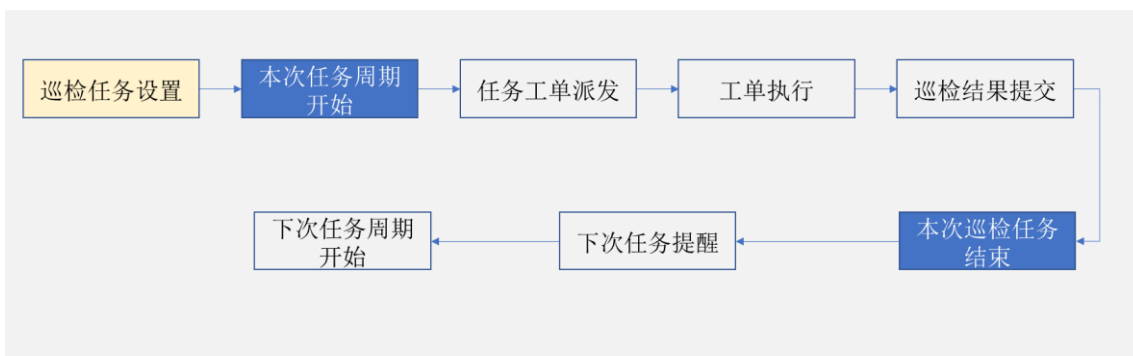 巡检任务设置
本次任务周期
开始
任务工单派发
工单执行
巡检结果提交
本次巡检任务
结束
下次任务提醒
下次任务周期
开始